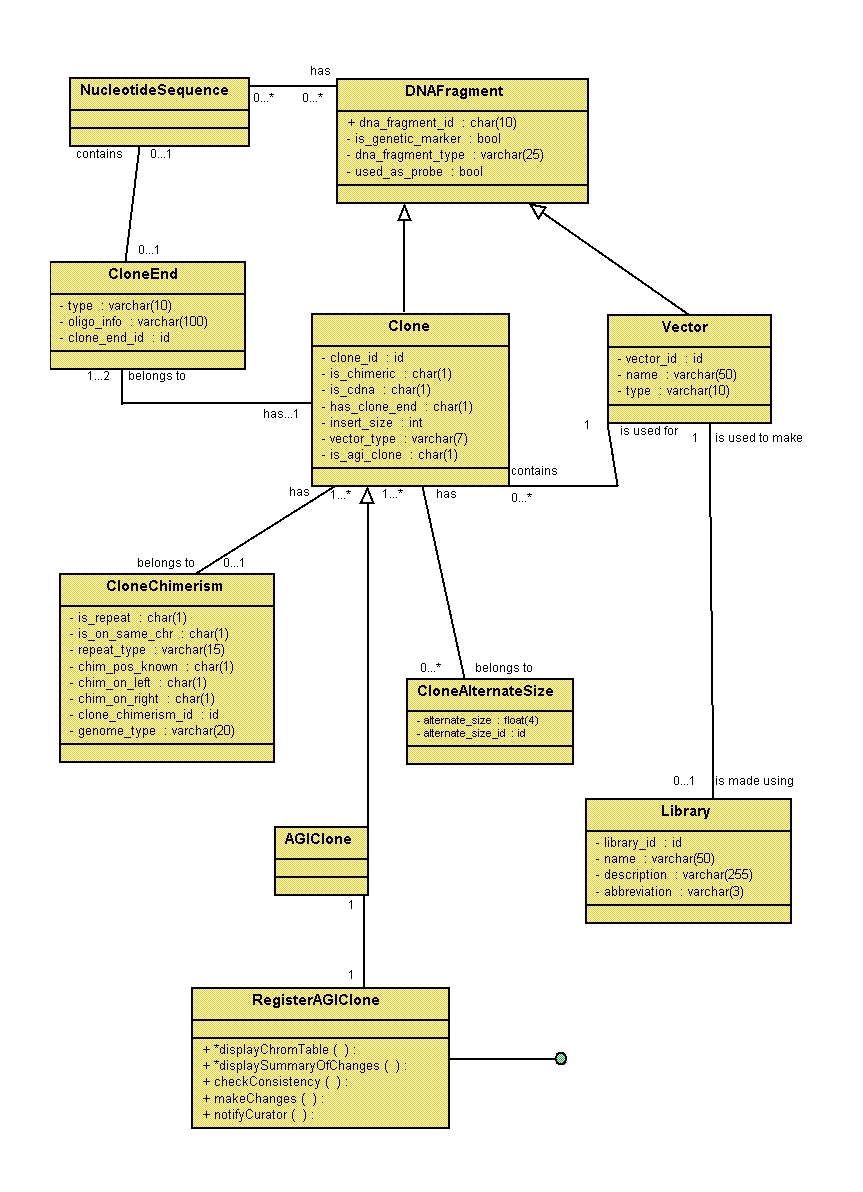 has
NucleotideSequence
0...*
0...*
DNAFragment
+ dna_fragment_id : char(10)
- is_genetic_marker : bool
- dna_fragment_type : varchar(25)
- used_as_probe : bool
contains
0...1
0...1
CloneEnd
- type : varchar(10)
- oligo_info : varchar(100)
- clone_end_id : id
1...2
belongs to
has...1
Clone
- clone_id : id
- is_chimeric : char(1)
- is_cdna : char(1)
- has_clone_end : char(1)
- insert_size : int
- vector_type : varchar(7)
- is_agi_clone : char(1)
Vector
- vector_id : id
- name : varchar(50)
- type : varchar(10)
1
is used for
1
is used to make
contains
0...*
has
1...*
1...*
has
belongs to
0...1
CloneChimerism
- is_repeat : char(1)
- is_on_same_chr : char(1)
- repeat_type : varchar(15)
- chim_pos_known : char(1)
- chim_on_left : char(1)
- chim_on_right : char(1)
- clone_chimerism_id : id
- genome_type : varchar(20)
0...*
belongs to
CloneAlternateSize
- alternate_size : float(4)
- alternate_size_id : id
0...1
is made using
Library
- library_id : id
- name : varchar(50)
- description : varchar(255)
- abbreviation : varchar(3)
AGIClone
1
1
RegisterAGIClone
+ *displayChromTable ( ) :
+ *displaySummaryOfChanges ( ) :
+ checkConsistency ( ) :
+ makeChanges ( ) :
+ notifyCurator ( ) :